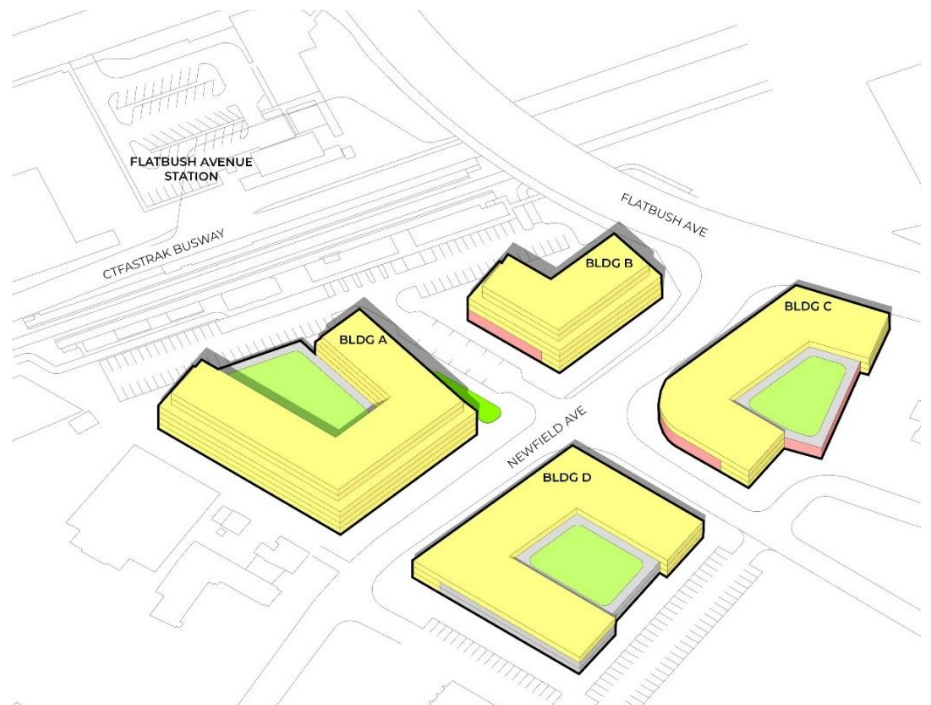 FLATBUSH AVENUE
STATION
FLATBUSH AVE
CTFASTRAK BUSWAY
BLDG B
BLDG C
BLDG A
NEWFIELD AVE
BLDG D